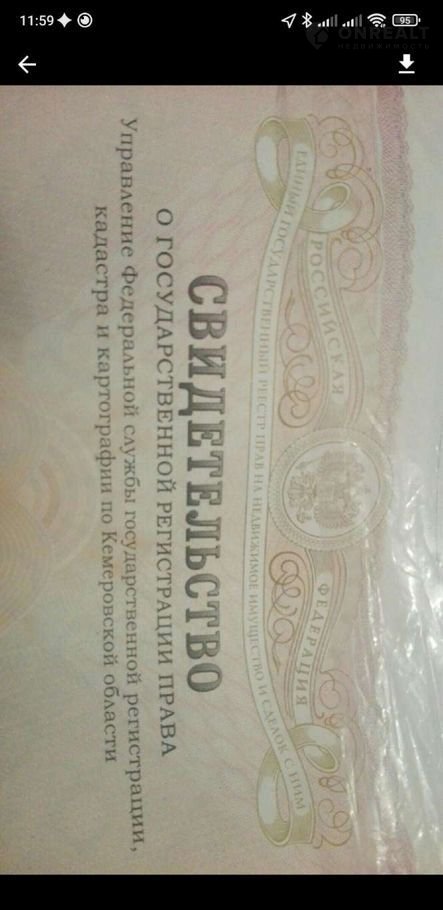 11:59
95
ONREALT
НЕДВИЖИМОСТЬ
РОССИЙСКАЯ ФЕДЕРАЦИЯ
ЕДИНЫЙ ГОСУДАРСТВЕННЫЙ РЕЕСТР ПРАВ НА НЕДВИЖИМОЕ ИМУЩЕСТВО И СДЕЛОК С НИМ
СВИДЕТЕЛЬСТВО
О ГОСУДАРСТВЕННОЙ РЕГИСТРАЦИИ ПРАВА
Управление Федеральной службы государственной регистрации,
кадастра и картографии по Кемеровской области